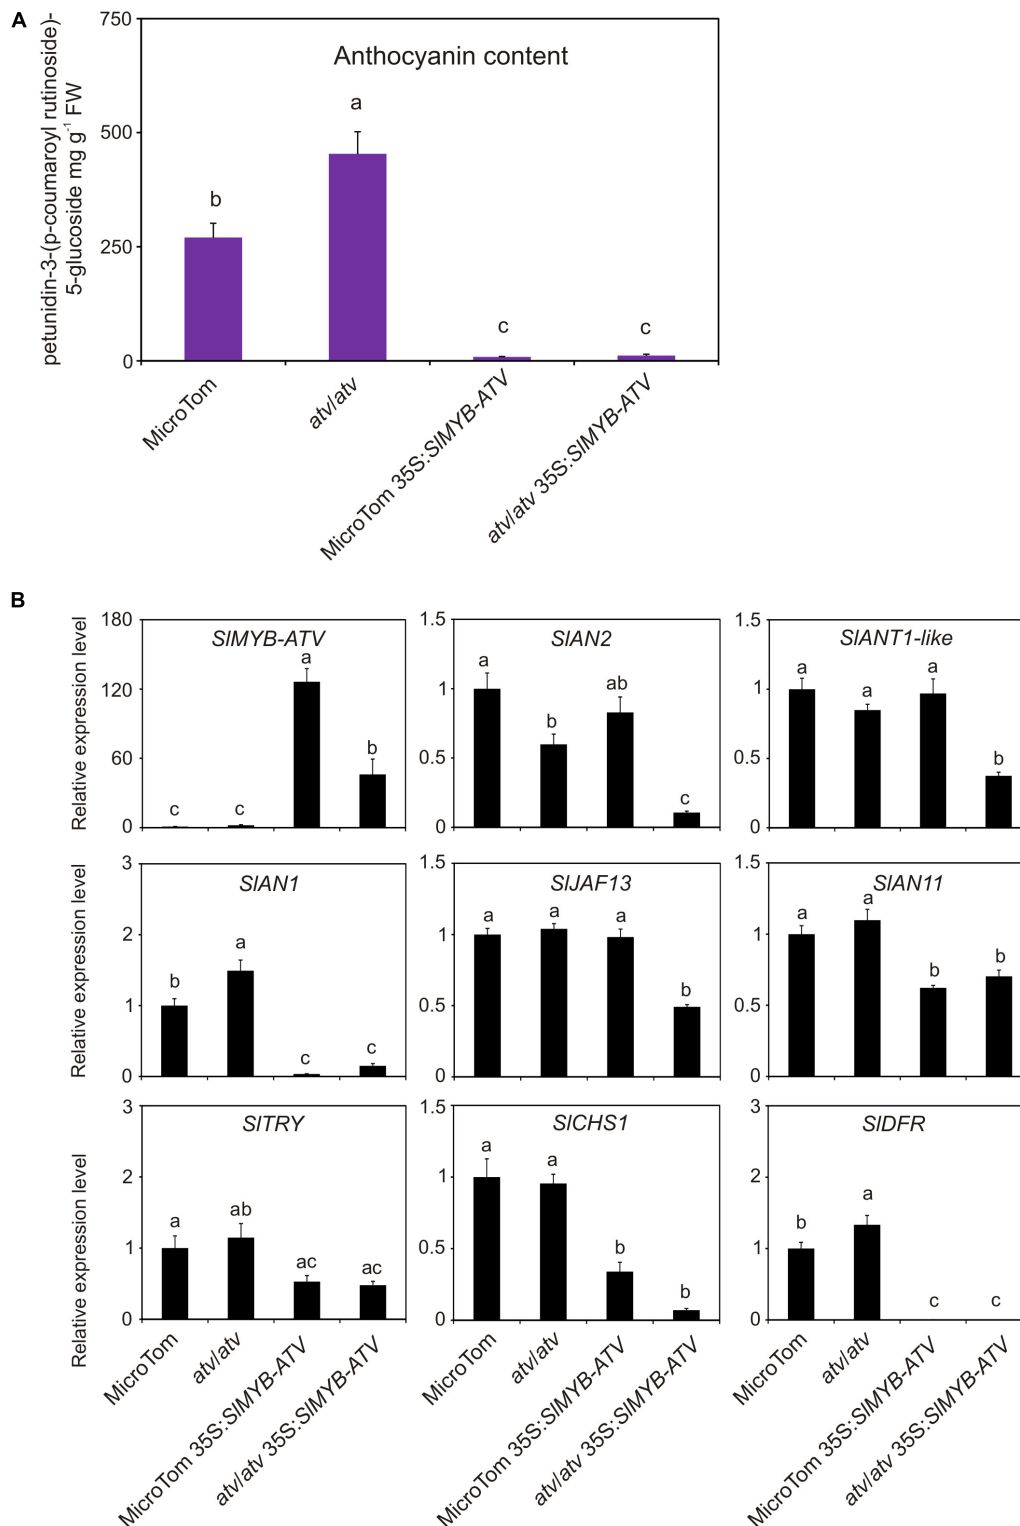 A
petunidin-3-(p-coumaroyl rutinoside)-
5-glucoside mg g-1 FW
Anthocyanin content
750
500
250
0
b
a
c
c
MicroTom
atv/atv
MicroTom 35S:SlMYB-ATV
atv/atv 35S:SlMYB-ATV
B
Relative expression level
180
120
60
0
SlMYB-ATV
c
c
a
b
1.5
1
0.5
0
SlAN2
a
b
ab
c
1.5
1
0.5
0
SlANT1-like
a
a
a
b
Relative expression level
3
2
1
0
SlAN1
b
a
c
c
1.5
1
0.5
0
SlJAF13
a
a
a
b
1.5
1
0.5
0
SlAN11
a
a
b
b
Relative expression level
3
2
1
0
SlTRY
a
ab
ac
ac
1.5
1
0.5
0
SlCHS1
a
a
b
b
3
2
1
0
SlDFR
b
a
c
c
MicroTom
atv/atv
MicroTom 35S:SlMYB-ATV
atv/atv 35S:SlMYB-ATV
MicroTom
atv/atv
MicroTom 35S:SlMYB-ATV
atv/atv 35S:SlMYB-ATV
MicroTom
atv/atv
MicroTom 35S:SlMYB-ATV
atv/atv 35S:SlMYB-ATV